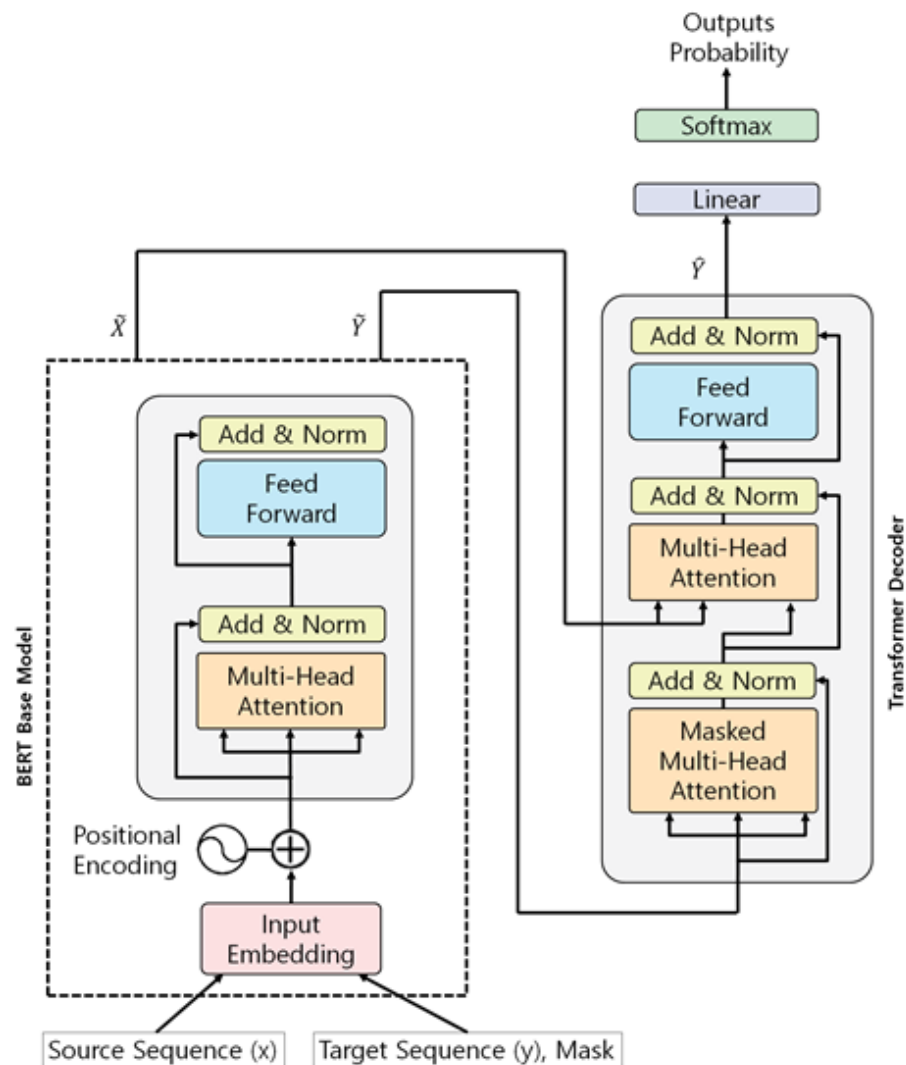 Outputs
Probability
Softmax
Linear
Ŷ
X̃
Ỹ
Add & Norm
Feed
Forward
Add & Norm
Multi-Head
Attention
Add & Norm
Masked
Multi-Head
Attention
Transformer Decoder
Add & Norm
Feed
Forward
Add & Norm
Multi-Head
Attention
BERT Base Model
Positional
Encoding
Input
Embedding
Source Sequence (x)
Target Sequence (y), Mask